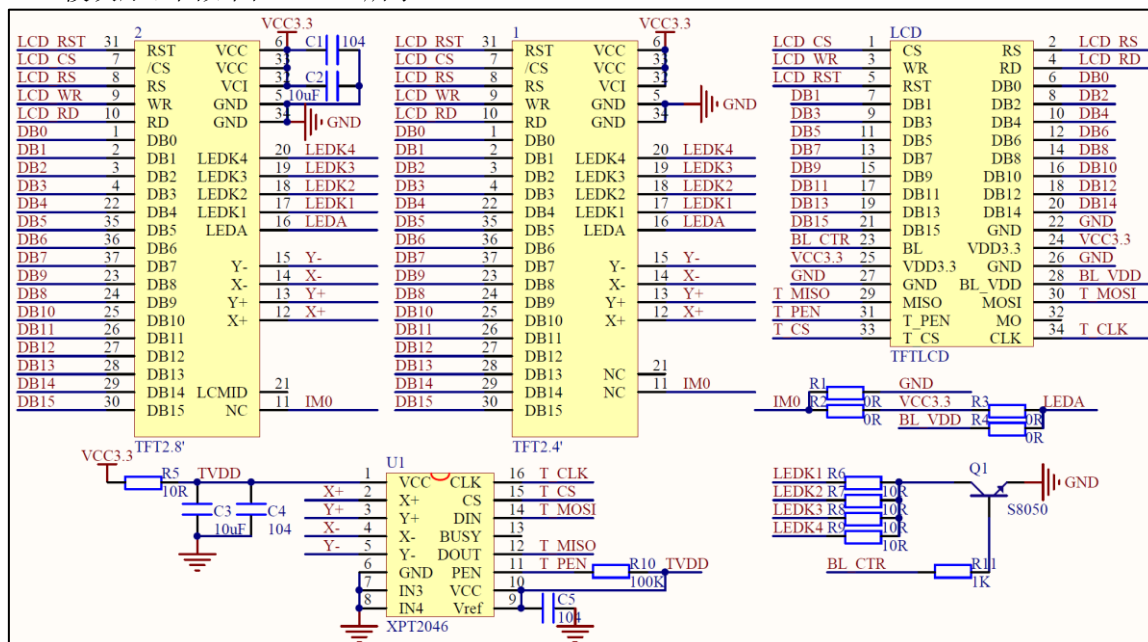 VCC3.3
VCC3.3
2
1
LCD
C1 104
C2
10uF
GND
GND
LCD_RST 31 RST VCC 6
LCD_CS 7 /CS VCC 33
LCD_RS 8 RS VCI 32
LCD_WR 9 WR GND 5
LCD_RD 10 RD GND 34
DB0 1 DB0
DB1 2 DB1 LEDK4 20 LEDK4
DB2 3 DB2 LEDK3 19 LEDK3
DB3 4 DB3 LEDK2 18 LEDK2
DB4 22 DB4 LEDK1 17 LEDK1
DB5 35 DB5 LEDA 16 LEDA
DB6 36 DB6
DB7 37 DB7 Y- 15 Y-
DB9 23 DB8 X- 14 X-
DB8 24 DB9 Y+ 13 Y+
DB10 25 DB10 X+ 12 X+
DB11 26 DB11
DB12 27 DB12
DB13 28 DB13
DB14 29 DB14 LCMID 21
DB15 30 DB15 NC 11 IM0
TFT2.8'
LCD_RST 31 RST VCC 6
LCD_CS 7 /CS VCC 33
LCD_RS 8 RS VCI 32
LCD_WR 9 WR GND 5
LCD_RD 10 RD GND 34
DB0 1 DB0
DB1 2 DB1 LEDK4 20 LEDK4
DB2 3 DB2 LEDK3 19 LEDK3
DB3 4 DB3 LEDK2 18 LEDK2
DB4 22 DB4 LEDK1 17 LEDK1
DB5 35 DB5 LEDA 16 LEDA
DB6 36 DB6
DB7 37 DB7 Y- 15 Y-
DB9 23 DB8 X- 14 X-
DB8 24 DB9 Y+ 13 Y+
DB10 25 DB10 X+ 12 X+
DB11 26 DB11
DB12 27 DB12
DB13 28 DB13 NC 21
DB14 29 DB14 NC 11 IM0
DB15 30 DB15
TFT2.4'
LCD_CS 1 CS RS 2 LCD_RS
LCD_WR 3 WR RD 4 LCD_RD
LCD_RST 5 RST DB0 6 DB0
DB1 7 DB1 DB2 8 DB2
DB3 9 DB3 DB4 10 DB4
DB5 11 DB5 DB6 12 DB6
DB7 13 DB7 DB8 14 DB8
DB9 15 DB9 DB10 16 DB10
DB11 17 DB11 DB12 18 DB12
DB13 19 DB13 DB14 20 DB14
DB15 21 DB15 GND 22 GND
BL_CTR 23 BL VDD3.3 24 VCC3.3
VCC3.3 25 VDD3.3 GND 26 GND
GND 27 GND BL_VDD 28 BL_VDD
T_MISO 29 MISO MOSI 30 T_MOSI
T_PEN 31 T_PEN MO 32
T_CS 33 T_CS CLK 34 T_CLK
TFTLCD
R1 GND
IM0 R2 0R VCC3.3 R3 LEDA
0R BL_VDD R4 0R
0R
VCC3.3
R5 TVDD
10R
C3 C4
10uF 104
U1
1 VCC CLK 16 T_CLK
X+ 2 X+ CS 15 T_CS
Y+ 3 Y+ DIN 14 T_MOSI
X- 4 X- BUSY 13
Y- 5 Y- DOUT 12 T_MISO
6 GND PEN 11 T_PEN R10 TVDD
7 IN3 VCC 10 100K
8 IN4 Vref 9 C5
XPT2046 104
LEDK1 R6 Q1
LEDK2 R7 10R GND
LEDK3 R8 10R S8050
LEDK4 R9 10R
10R
BL_CTR R11
1K